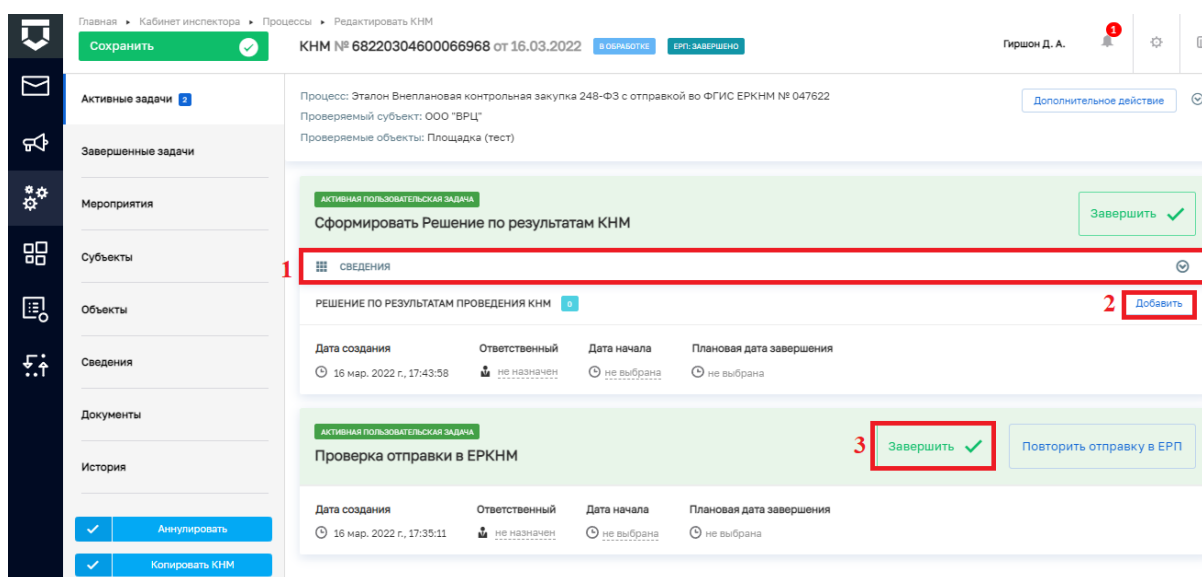 Главная ▸ Кабинет инспектора ▸ Процессы ▸ Редактировать КНМ
Сохранить
КНМ № 68220304600066968 от 16.03.2022 В ОБРАБОТКЕ ЕРП: ЗАВЕРШЕНО
Гиршон Д. А.
1
Активные задачи 2
Завершенные задачи
Мероприятия
Субъекты
Объекты
Сведения
Документы
История
Аннулировать
Копировать КНМ
Процесс: Эталон Внеплановая контрольная закупка 248-ФЗ с отправкой во ФГИС ЕРКНМ № 047622
Проверяемый субъект: ООО "ВРЦ"
Проверяемые объекты: Площадка (тест)
Дополнительное действие
АКТИВНАЯ ПОЛЬЗОВАТЕЛЬСКАЯ ЗАДАЧА
Сформировать Решение по результатам КНМ
Завершить
1 СВЕДЕНИЯ
РЕШЕНИЕ ПО РЕЗУЛЬТАТАМ ПРОВЕДЕНИЯ КНМ 0
2 Добавить
Дата создания Ответственный Дата начала Плановая дата завершения
16 мар. 2022 г., 17:43:58 не назначен не выбрана не выбрана
АКТИВНАЯ ПОЛЬЗОВАТЕЛЬСКАЯ ЗАДАЧА
Проверка отправки в ЕРКНМ
3 Завершить
Повторить отправку в ЕРП
Дата создания Ответственный Дата начала Плановая дата завершения
16 мар. 2022 г., 17:35:11 не назначен не выбрана не выбрана